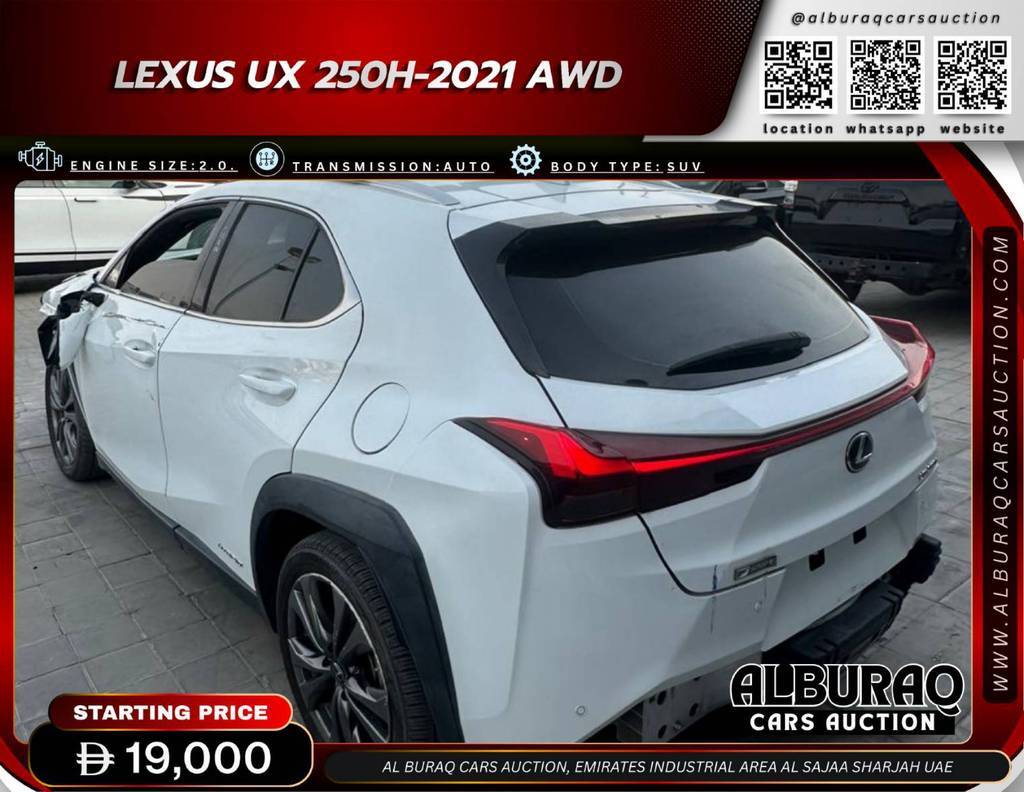 @alburaqcarsauction
LEXUS UX 250H-2021 AWD
location whatsapp website
ENGINE SIZE:2.0.
TRANSMISSION:AUTO
BODY TYPE: SUV
WWW.ALBURAQCARSAUCTION.COM
F SPORT
ALBURAQ
CARS AUCTION
STARTING PRICE
19,000
AL BURAQ CARS AUCTION, EMIRATES INDUSTRIAL AREA AL SAJAA SHARJAH UAE